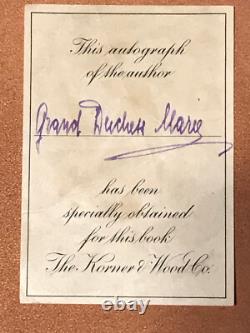 This autograph
of the author
Grand Duchess Marie
has been
specially obtained
for this book
The Korner & Wood Co.